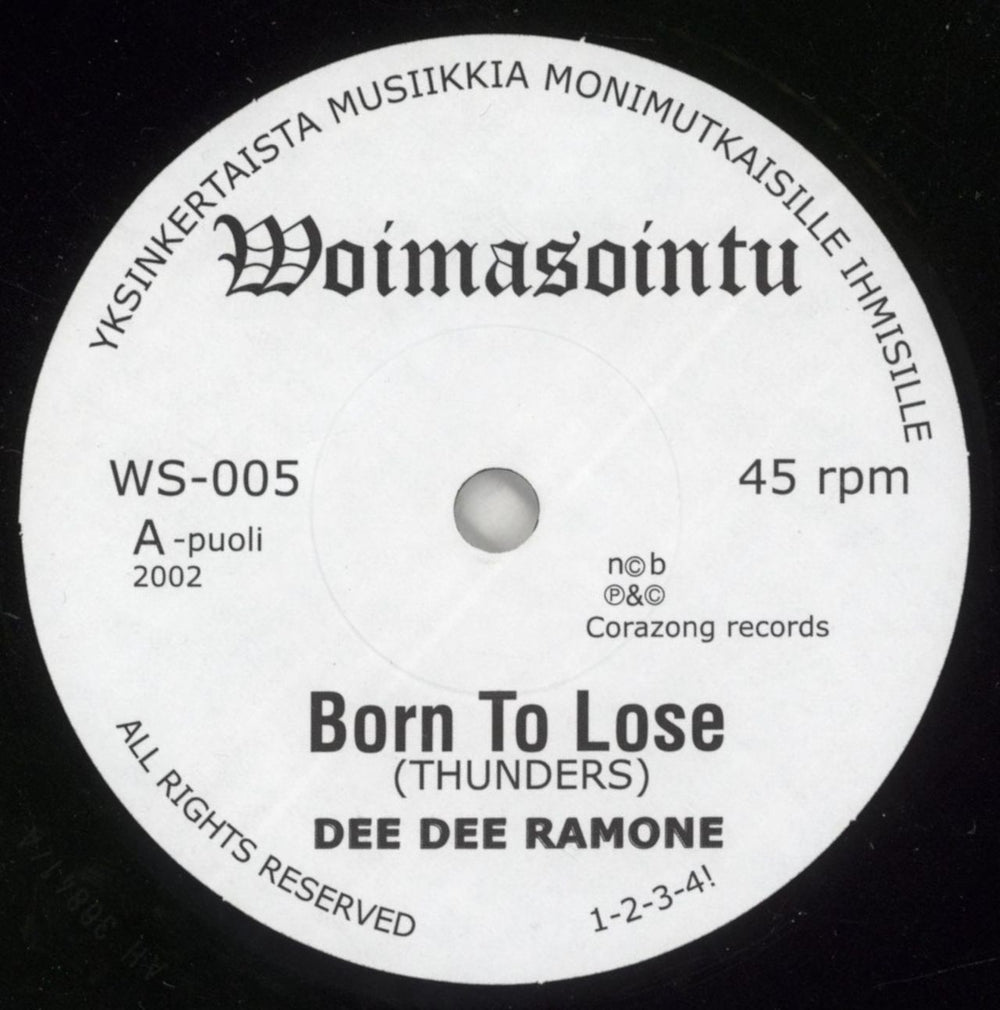 YKSINKERTAISTA MUSIIKKIA MONIMUTKAISILLE IHMISILLE
Woimasointu
WS-005
45 rpm
A -puoli
2002
n©b
℗&©
Corazong records
Born To Lose
(THUNDERS)
DEE DEE RAMONE
1-2-3-4!
ALL RIGHTS RESERVED